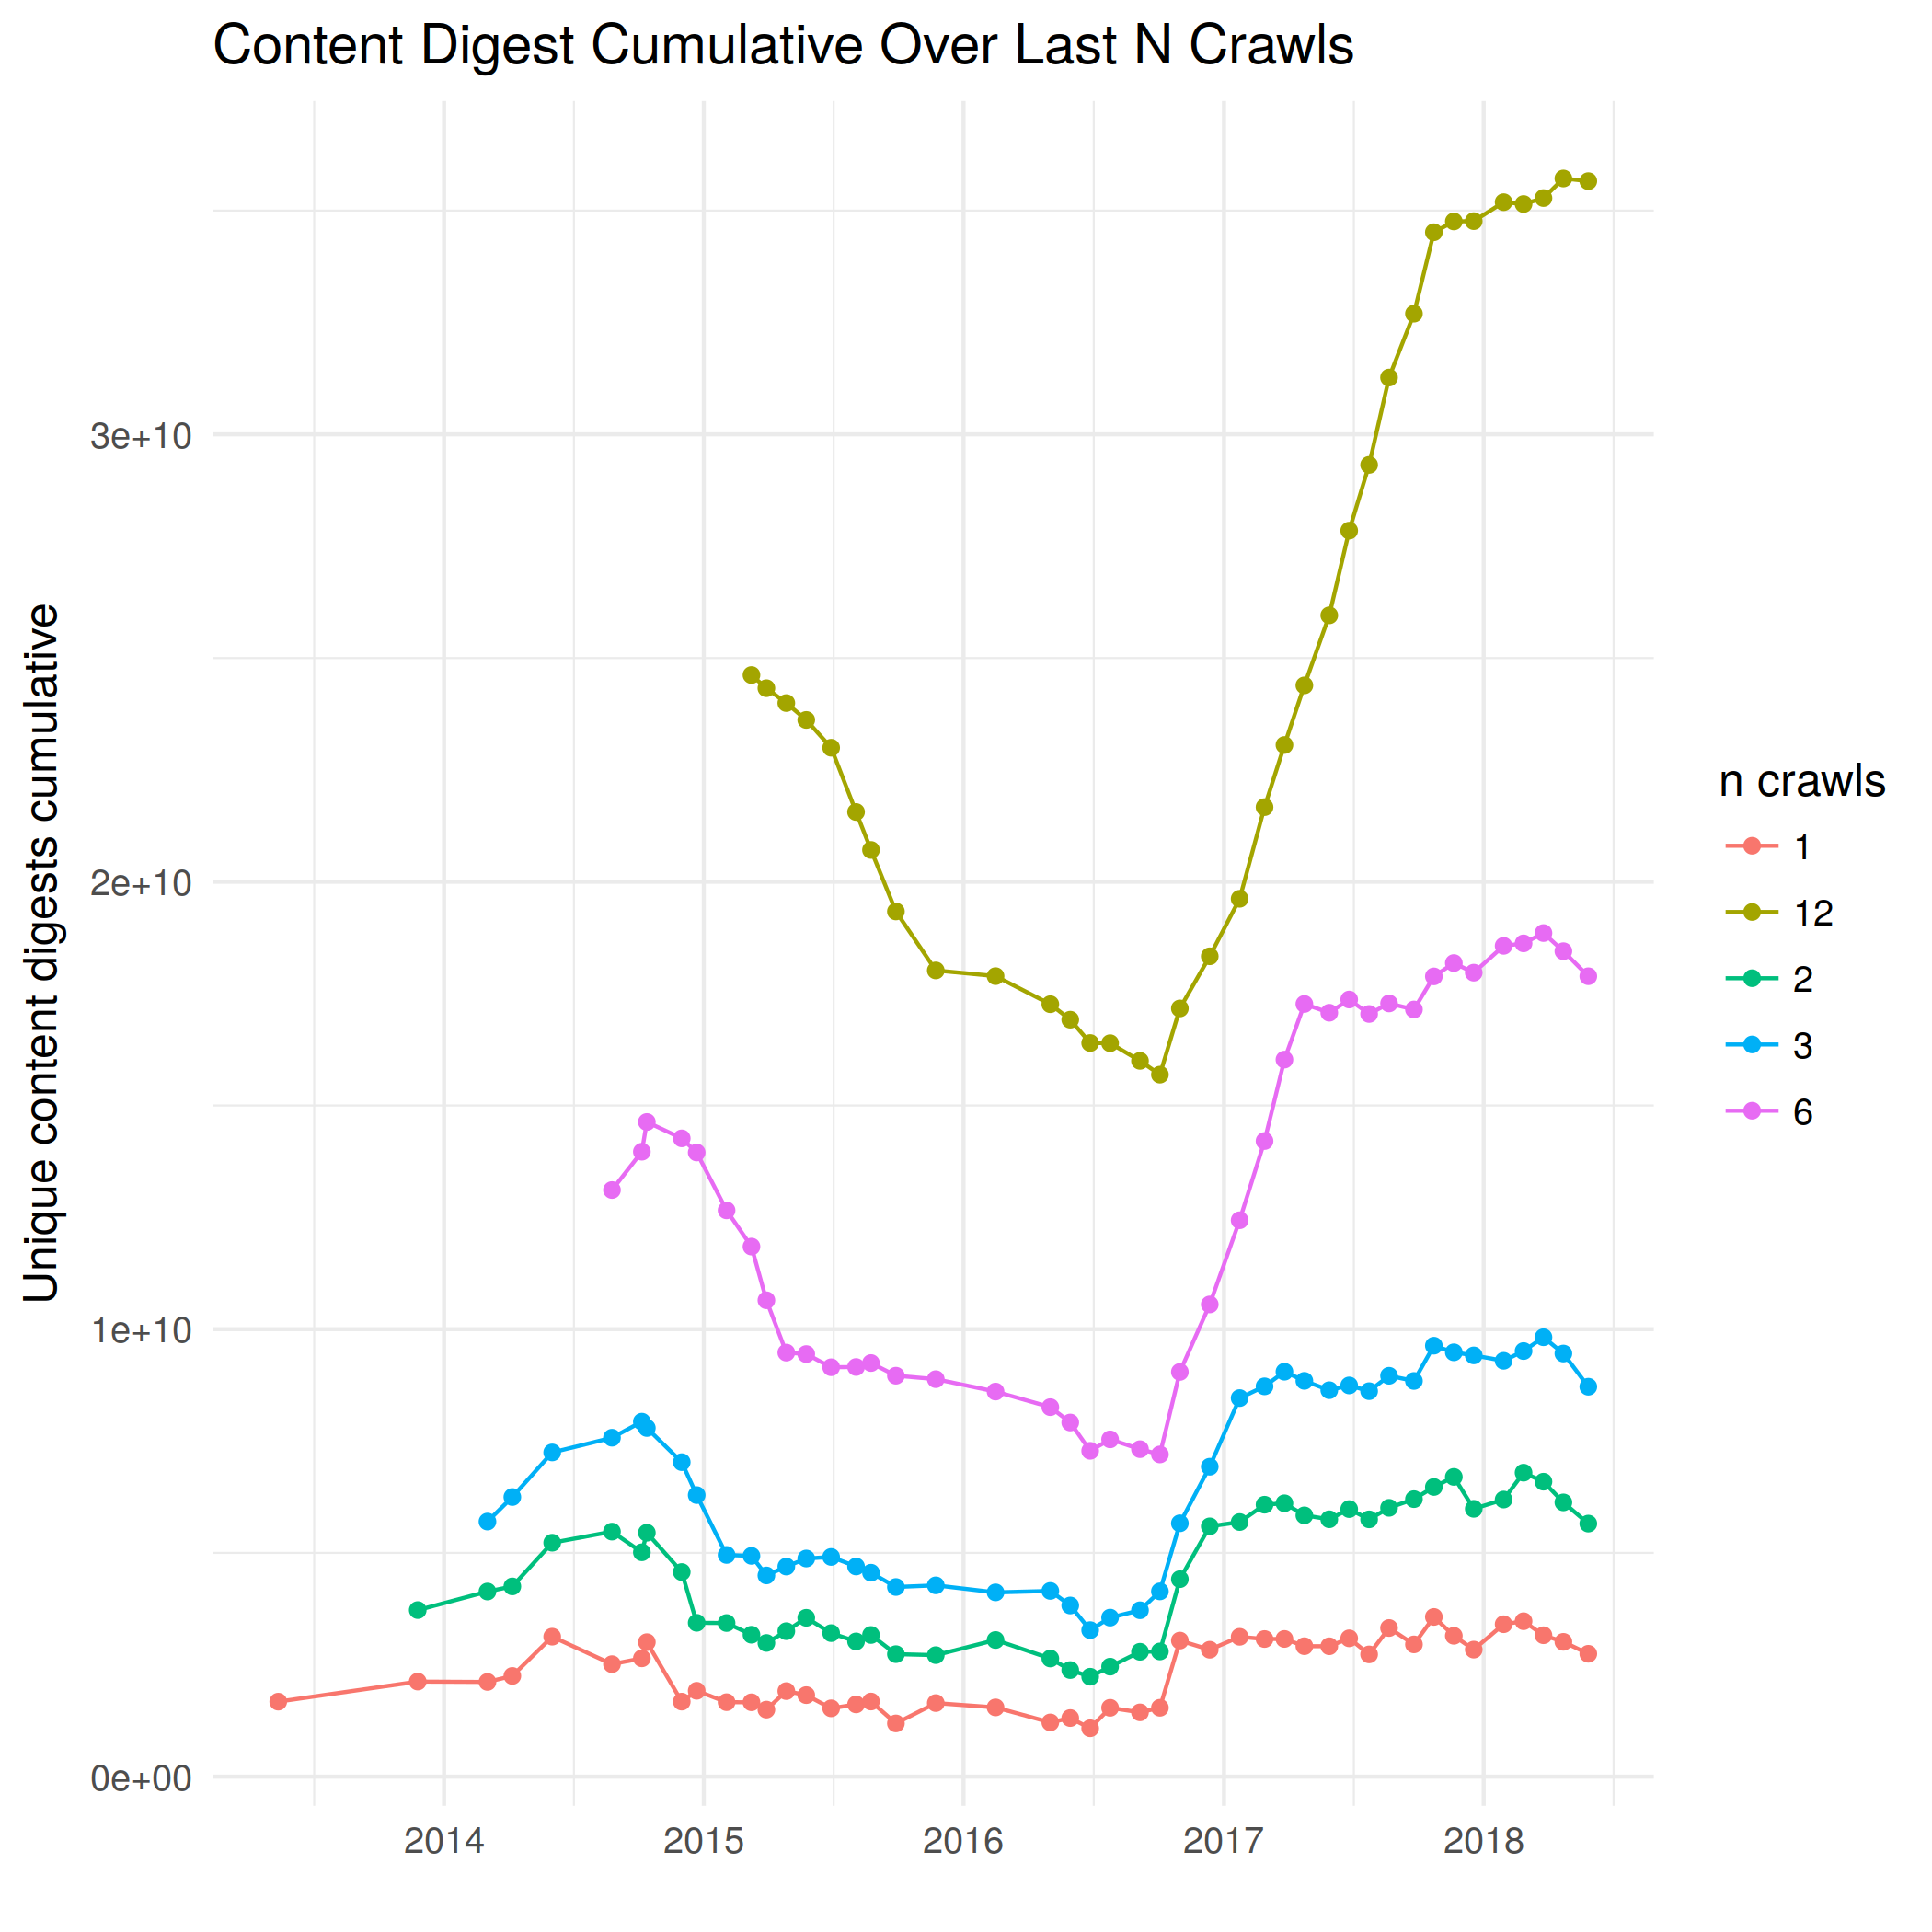 Content Digest Cumulative Over Last N Crawls
Unique content digests cumulative
3e+10
2e+10
1e+10
0e+00
2014 2015 2016 2017 2018
n crawls
1
12
2
3
6